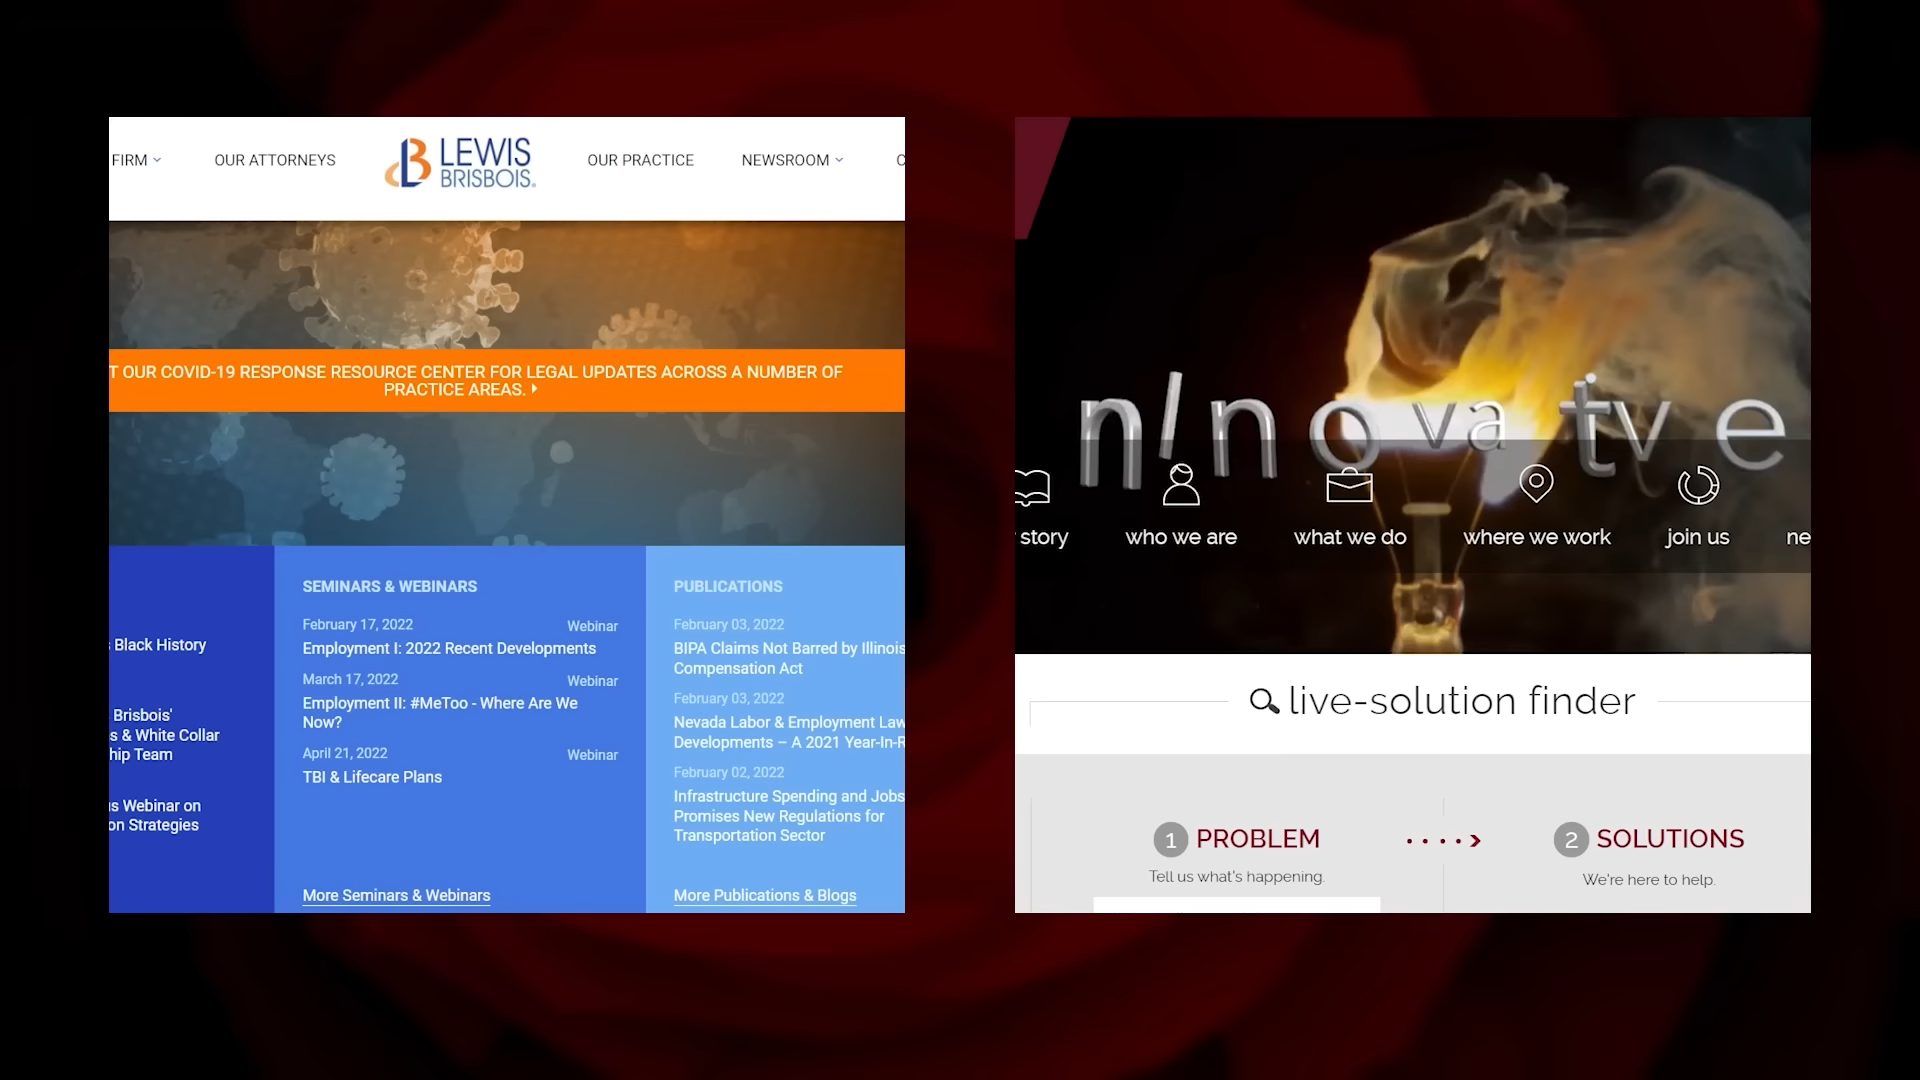 FIRM
OUR ATTORNEYS
LEWIS
BRISBOIS
OUR PRACTICE
NEWSROOM
T OUR COVID-19 RESPONSE RESOURCE CENTER FOR LEGAL UPDATES ACROSS A NUMBER OF
PRACTICE AREAS.
Black History
Brisbois'
s & White Collar
hip Team
s Webinar on
on Strategies
SEMINARS & WEBINARS
February 17, 2022 Webinar
Employment I: 2022 Recent Developments
March 17, 2022 Webinar
Employment II: #MeToo - Where Are We
Now?
April 21, 2022 Webinar
TBI & Lifecare Plans
More Seminars & Webinars
PUBLICATIONS
February 03, 2022
BIPA Claims Not Barred by Illinois
Compensation Act
February 03, 2022
Nevada Labor & Employment Law
Developments – A 2021 Year-In-R
February 02, 2022
Infrastructure Spending and Jobs
Promises New Regulations for
Transportation Sector
More Publications & Blogs
n/nova tv e
story
who we are
what we do
where we work
join us
ne
live-solution finder
1 PROBLEM
Tell us what's happening.
2 SOLUTIONS
We're here to help.